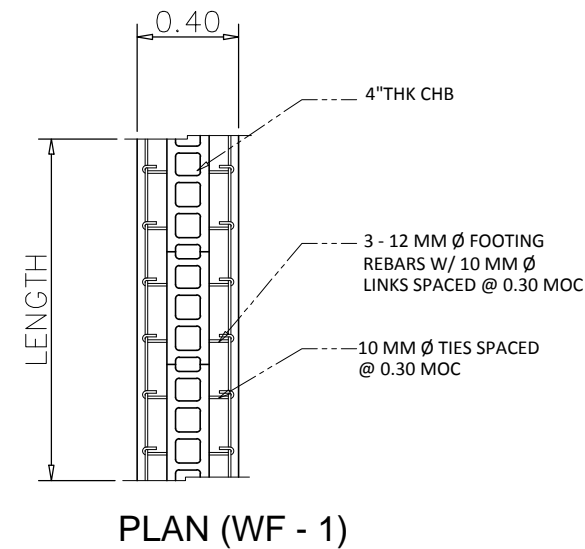 0.40
4"THK CHB
LENGTH
3 - 12 MM Ø FOOTING
REBARS W/ 10 MM Ø
LINKS SPACED @ 0.30 MOC
10 MM Ø TIES SPACED
@ 0.30 MOC
PLAN (WF - 1)